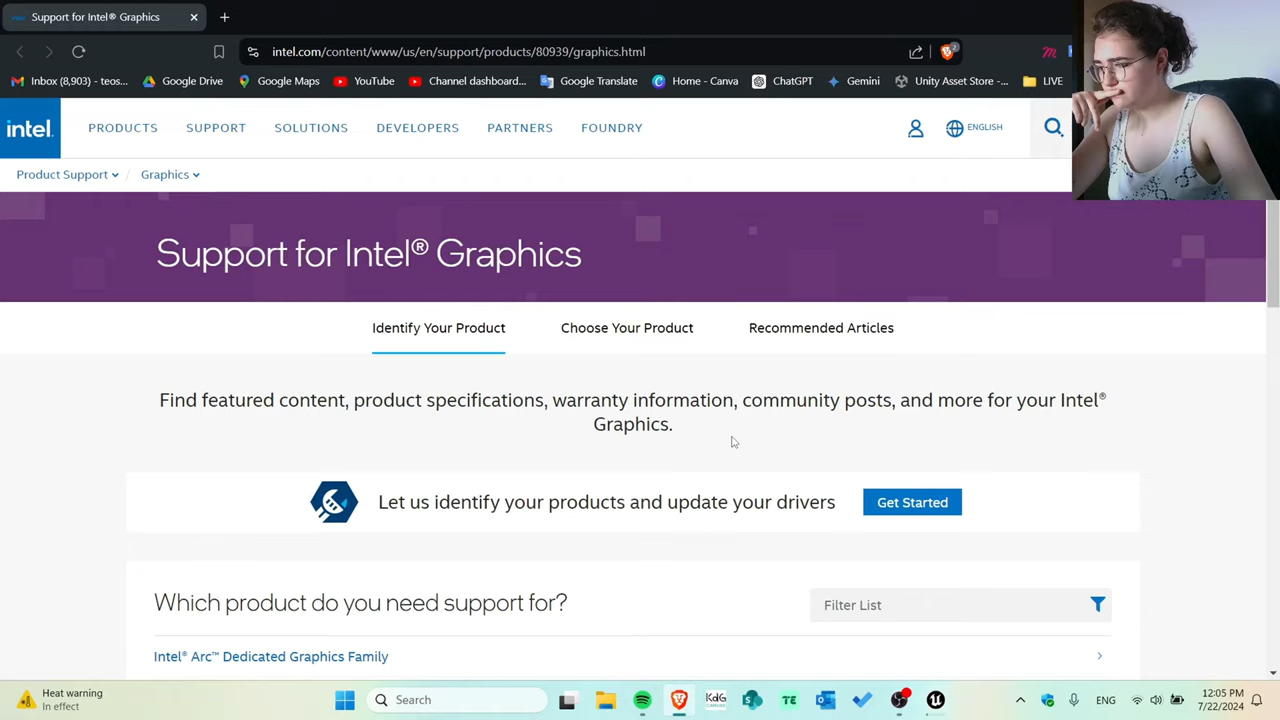 Support for Intel® Graphics
intel.com/content/www/us/en/support/products/80939/graphics.html
2
Inbox (8,903) - teos...
Google Drive
Google Maps
YouTube
Channel dashboard...
Google Translate
Home - Canva
ChatGPT
Gemini
Unity Asset Store -...
LIVE
intel.
PRODUCTS
SUPPORT
SOLUTIONS
DEVELOPERS
PARTNERS
FOUNDRY
ENGLISH
Product Support
/
Graphics
Support for Intel® Graphics
Identify Your Product
Choose Your Product
Recommended Articles
Find featured content, product specifications, warranty information, community posts, and more for your Intel®
Graphics.
Let us identify your products and update your drivers
Get Started
Which product do you need support for?
Filter List
Intel® Arc™ Dedicated Graphics Family
Heat warning
In effect
Search
KdG
TE
ENG
12:05 PM
7/22/2024